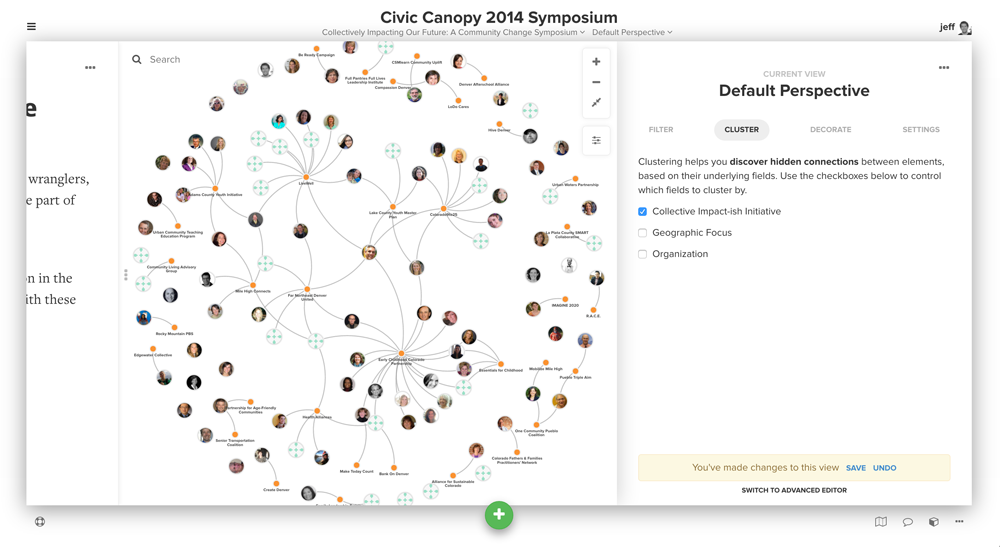 Civic Canopy 2014 Symposium
Collectively Impacting Our Future: A Community Change Symposium
Default Perspective
jeff
e
wranglers,
e part of
on in the
ith these
Search
Be Ready Campaign
Full Pantries Full Lives
Leadership Institute
CSMlearn Community Uplift
Compassion Denver
Denver Afterschool Alliance
LoDo Cares
Hive Denver
Adams County Youth Initiative
LiveWell
Lake County Youth Master
Plan
Urban Waters Partnership
Urban Community Teaching
Education Program
La Plata County SMART
Collaborative
Community Living Advisory
Group
Mile High Connects
Far Northeast Denver
United
IMAGINE 2020
R.A.C.E.
Rocky Mountain PBS
Edgewater Collective
Early Childhood Colorado
Partnership
Essentials for Childhood
Mobilize Mile High
Pueblo Triple Aim
Partnership for Age-Friendly
Communities
Health Alliances
Senior Transportation
Coalition
One Community Pueblo
Coalition
Make Today Count
Bank On Denver
Colorado Fathers & Families
Practitioners' Network
Create Denver
Alliance for Sustainable
Colorado
CURRENT VIEW
Default Perspective
FILTER
CLUSTER
DECORATE
SETTINGS
Clustering helps you discover hidden connections between elements,
based on their underlying fields. Use the checkboxes below to control
which fields to cluster by.
Collective Impact-ish Initiative
Geographic Focus
Organization
You've made changes to this view SAVE UNDO
SWITCH TO ADVANCED EDITOR